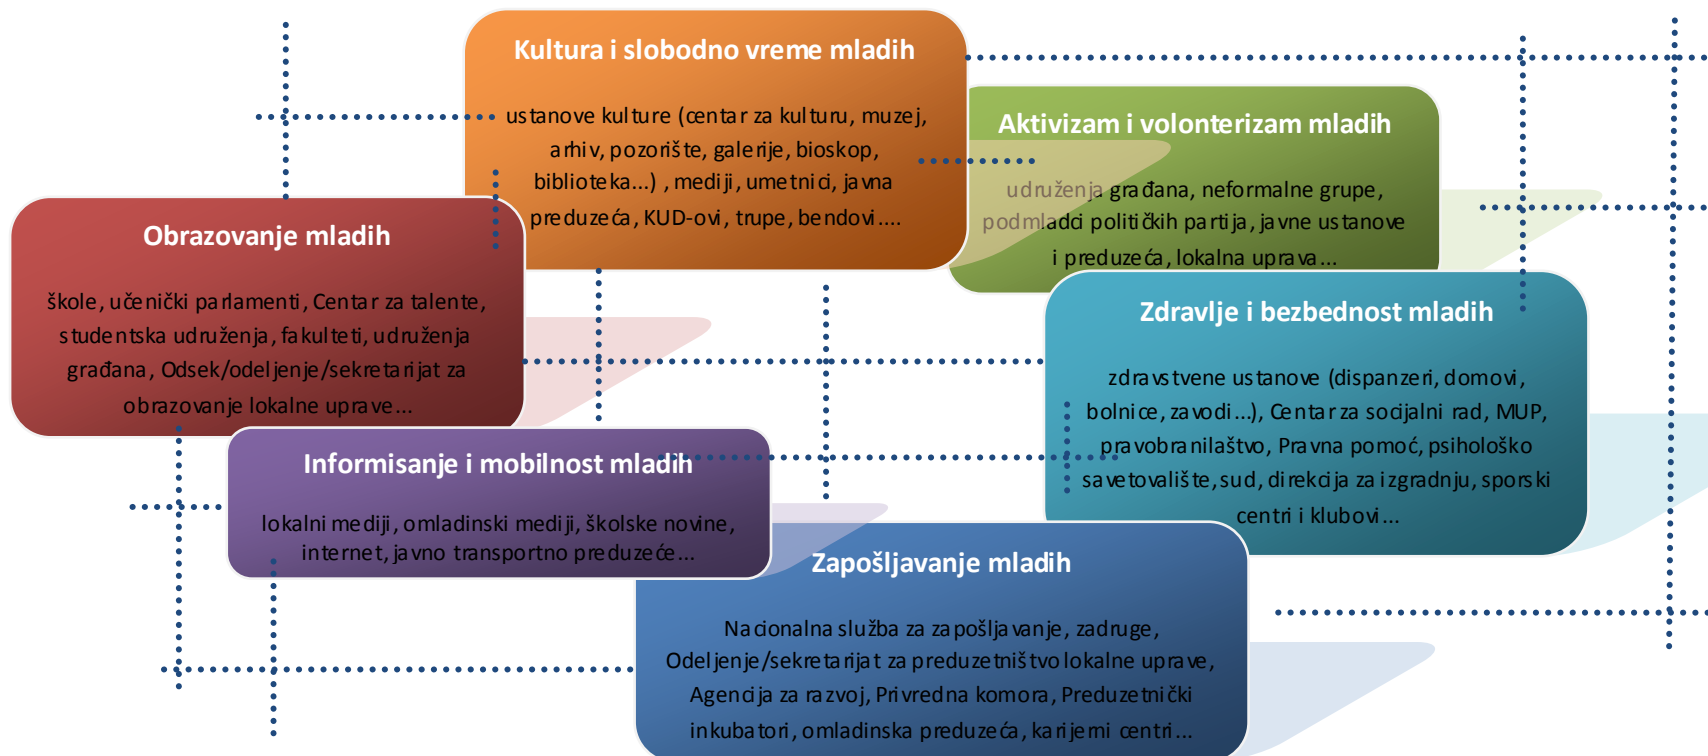 Kultura i slobodno vreme mladih
ustanove kulture (centar za kulturu, muzej,
arhiv, pozorište, galerije, bioskop,
biblioteka...) , mediji, umetnici, javna
preduzeća, KUD-ovi, trupe, bendovi....
Aktivizam i volonterizam mladih
udruženja građana, neformalne grupe,
podmladci političkih partija, javne ustanove
i preduzeća, lokalna uprava...
Obrazovanje mladih
škole, učenički parlamenti, Centar za talente,
studentska udruženja, fakulteti, udruženja
građana, Odsek/odeljenje/sekretarijat za
obrazovanje lokalne uprave...
Zdravlje i bezbednost mladih
zdravstvene ustanove (dispanzeri, domovi,
bolnice, zavodi...), Centar za socijalni rad, MUP,
pravobranilaštvo, Pravna pomoć, psihološko
savetovalište, sud, direkcija za izgradnju, sporski
centri i klubovi...
Informisanje i mobilnost mladih
lokalni mediji, omladinski mediji, školske novine,
internet, javno transportno preduzeće...
Zapošljavanje mladih
Nacionalna služba za zapošljavanje, zadruge,
Odeljenje/sekretarijat za preduzetništvo lokalne uprave,
Agencija za razvoj, Privredna komora, Preduzetnički
inkubatori, omladinska preduzeća, karijerni centri...